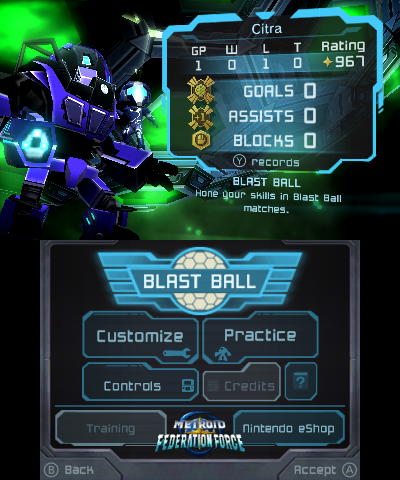 Citra
GP W L T Rating
1 0 1 0 967
GOALS 0
ASSISTS 0
BLOCKS 0
Y records
BLAST BALL
Hone your skills in Blast Ball
matches.
BLAST BALL
Customize Practice
Controls Credits ?
Training METROID PRIME FEDERATION FORCE Nintendo eShop
B Back Accept A